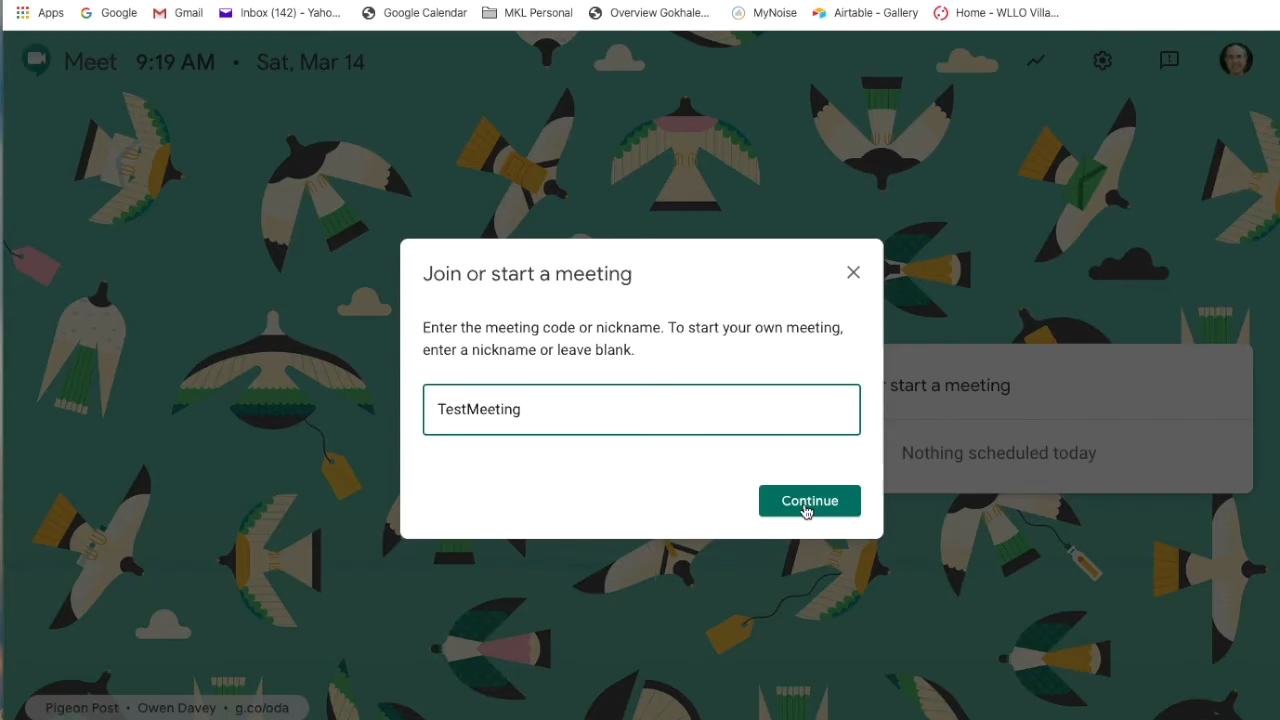 Apps Google Gmail Inbox (142) - Yaho... Google Calendar MKL Personal Overview Gokhale... MyNoise Airtable - Gallery Home - WLLO Villa...
Meet 9:19 AM • Sat, Mar 14
Join or start a meeting
Enter the meeting code or nickname. To start your own meeting,
enter a nickname or leave blank.
start a meeting
TestMeeting
Nothing scheduled today
Continue
Pigeon Post • Owen Davey • g.co/oda